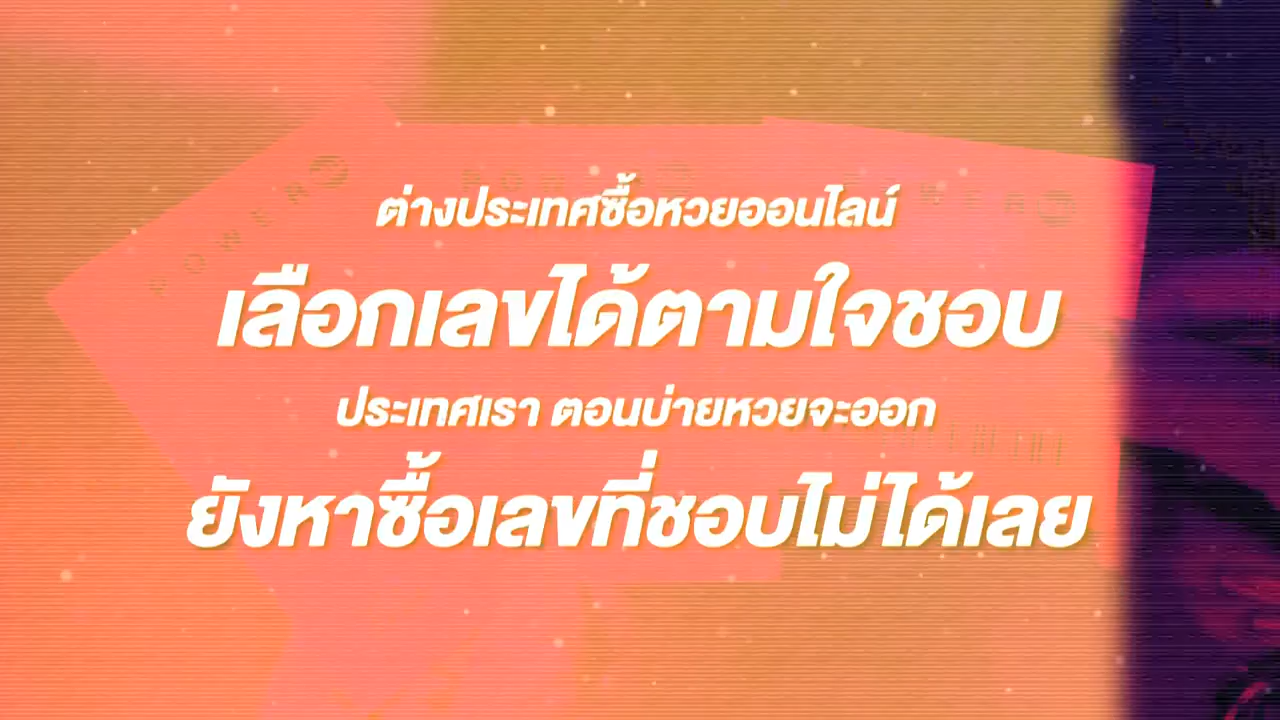 ต่างประเทศซื้อหวยออนไลน์
เลือกเลขได้ตามใจชอบ
ประเทศเรา ตอนบ่ายหวยจะออก
ยังหาซื้อเลขที่ชอบไม่ได้เลย